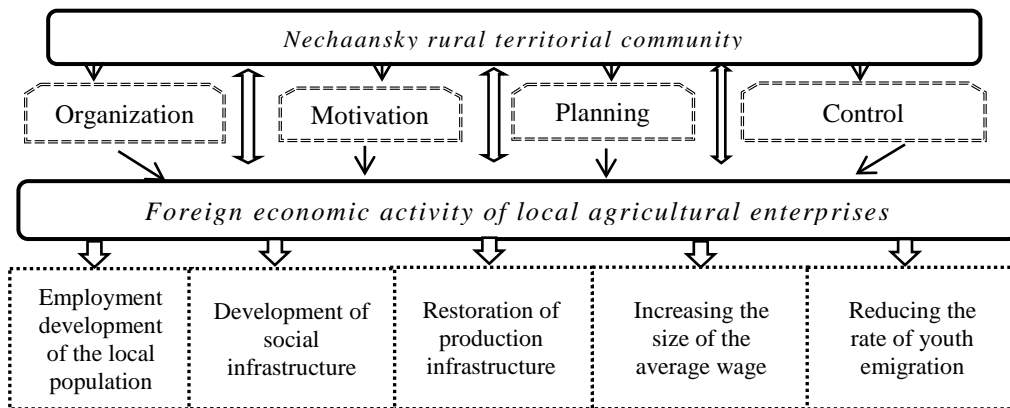 Nechaansky rural territorial community
Organization
Motivation
Planning
Control
Foreign economic activity of local agricultural enterprises
Employment
development
of the local
population
Development of
social
infrastructure
Restoration of
production
infrastructure
Increasing the
size of the
average wage
Reducing the
rate of youth
emigration